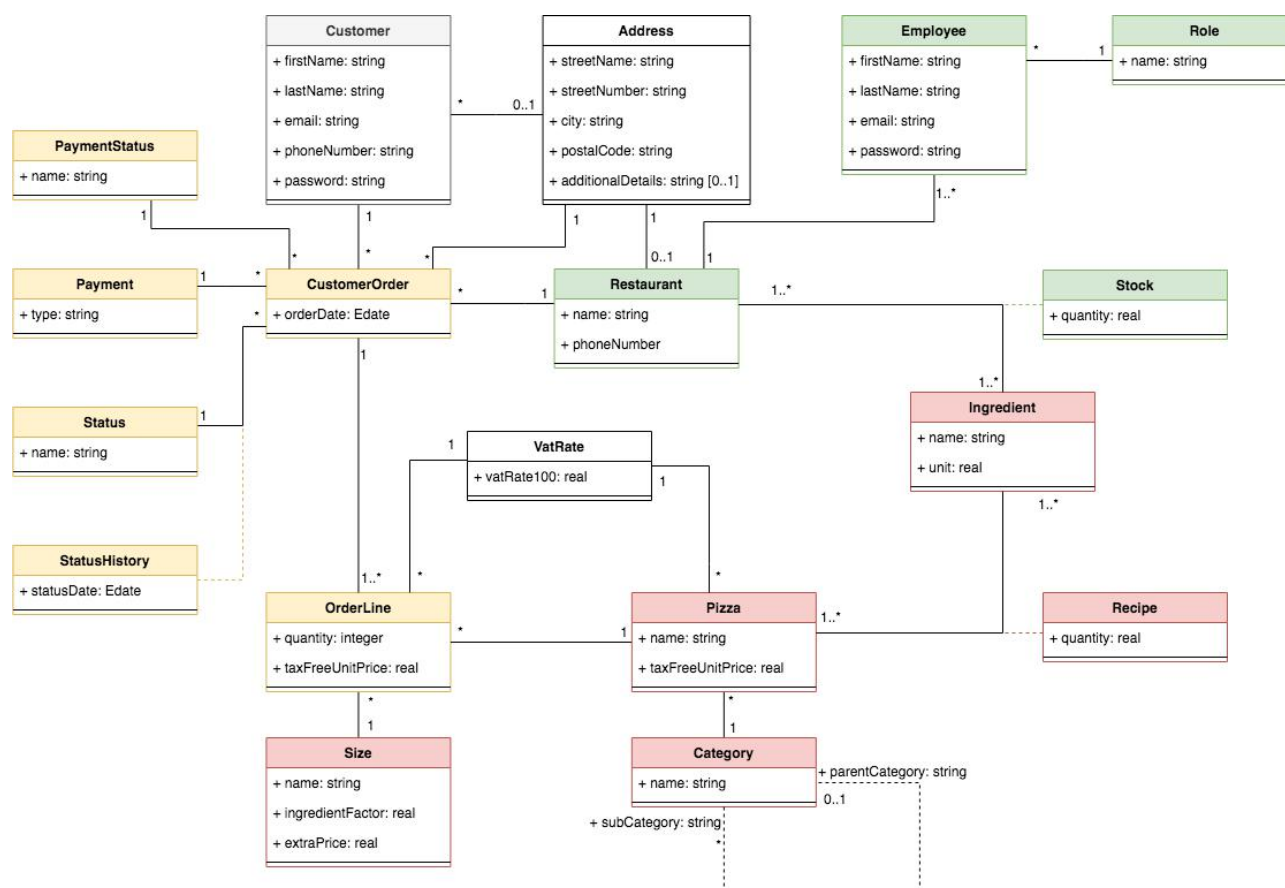 Customer
+ firstName: string
+ lastName: string
+ email: string
+ phoneNumber: string
+ password: string
Address
+ streetName: string
+ streetNumber: string
+ city: string
+ postalCode: string
+ additionalDetails: string [0..1]
Employee
+ firstName: string
+ lastName: string
+ email: string
+ password: string
Role
+ name: string
*
1
*
0..1
PaymentStatus
+ name: string
1
*
1
*
1
*
1
0..1
1..*
1
Payment
+ type: string
1
*
CustomerOrder
+ orderDate: Edate
*
1
Restaurant
+ name: string
+ phoneNumber
1..*
1..*
Stock
+ quantity: real
*
1
Status
+ name: string
1
1..*
Ingredient
+ name: string
+ unit: real
1..*
1..*
VatRate
+ vatRate100: real
1
*
1
*
StatusHistory
+ statusDate: Edate
OrderLine
+ quantity: integer
+ taxFreeUnitPrice: real
*
1
Pizza
+ name: string
+ taxFreeUnitPrice: real
Recipe
+ quantity: real
*
1
*
1
Size
+ name: string
+ ingredientFactor: real
+ extraPrice: real
Category
+ name: string
+ parentCategory: string
0..1
+ subCategory: string
*